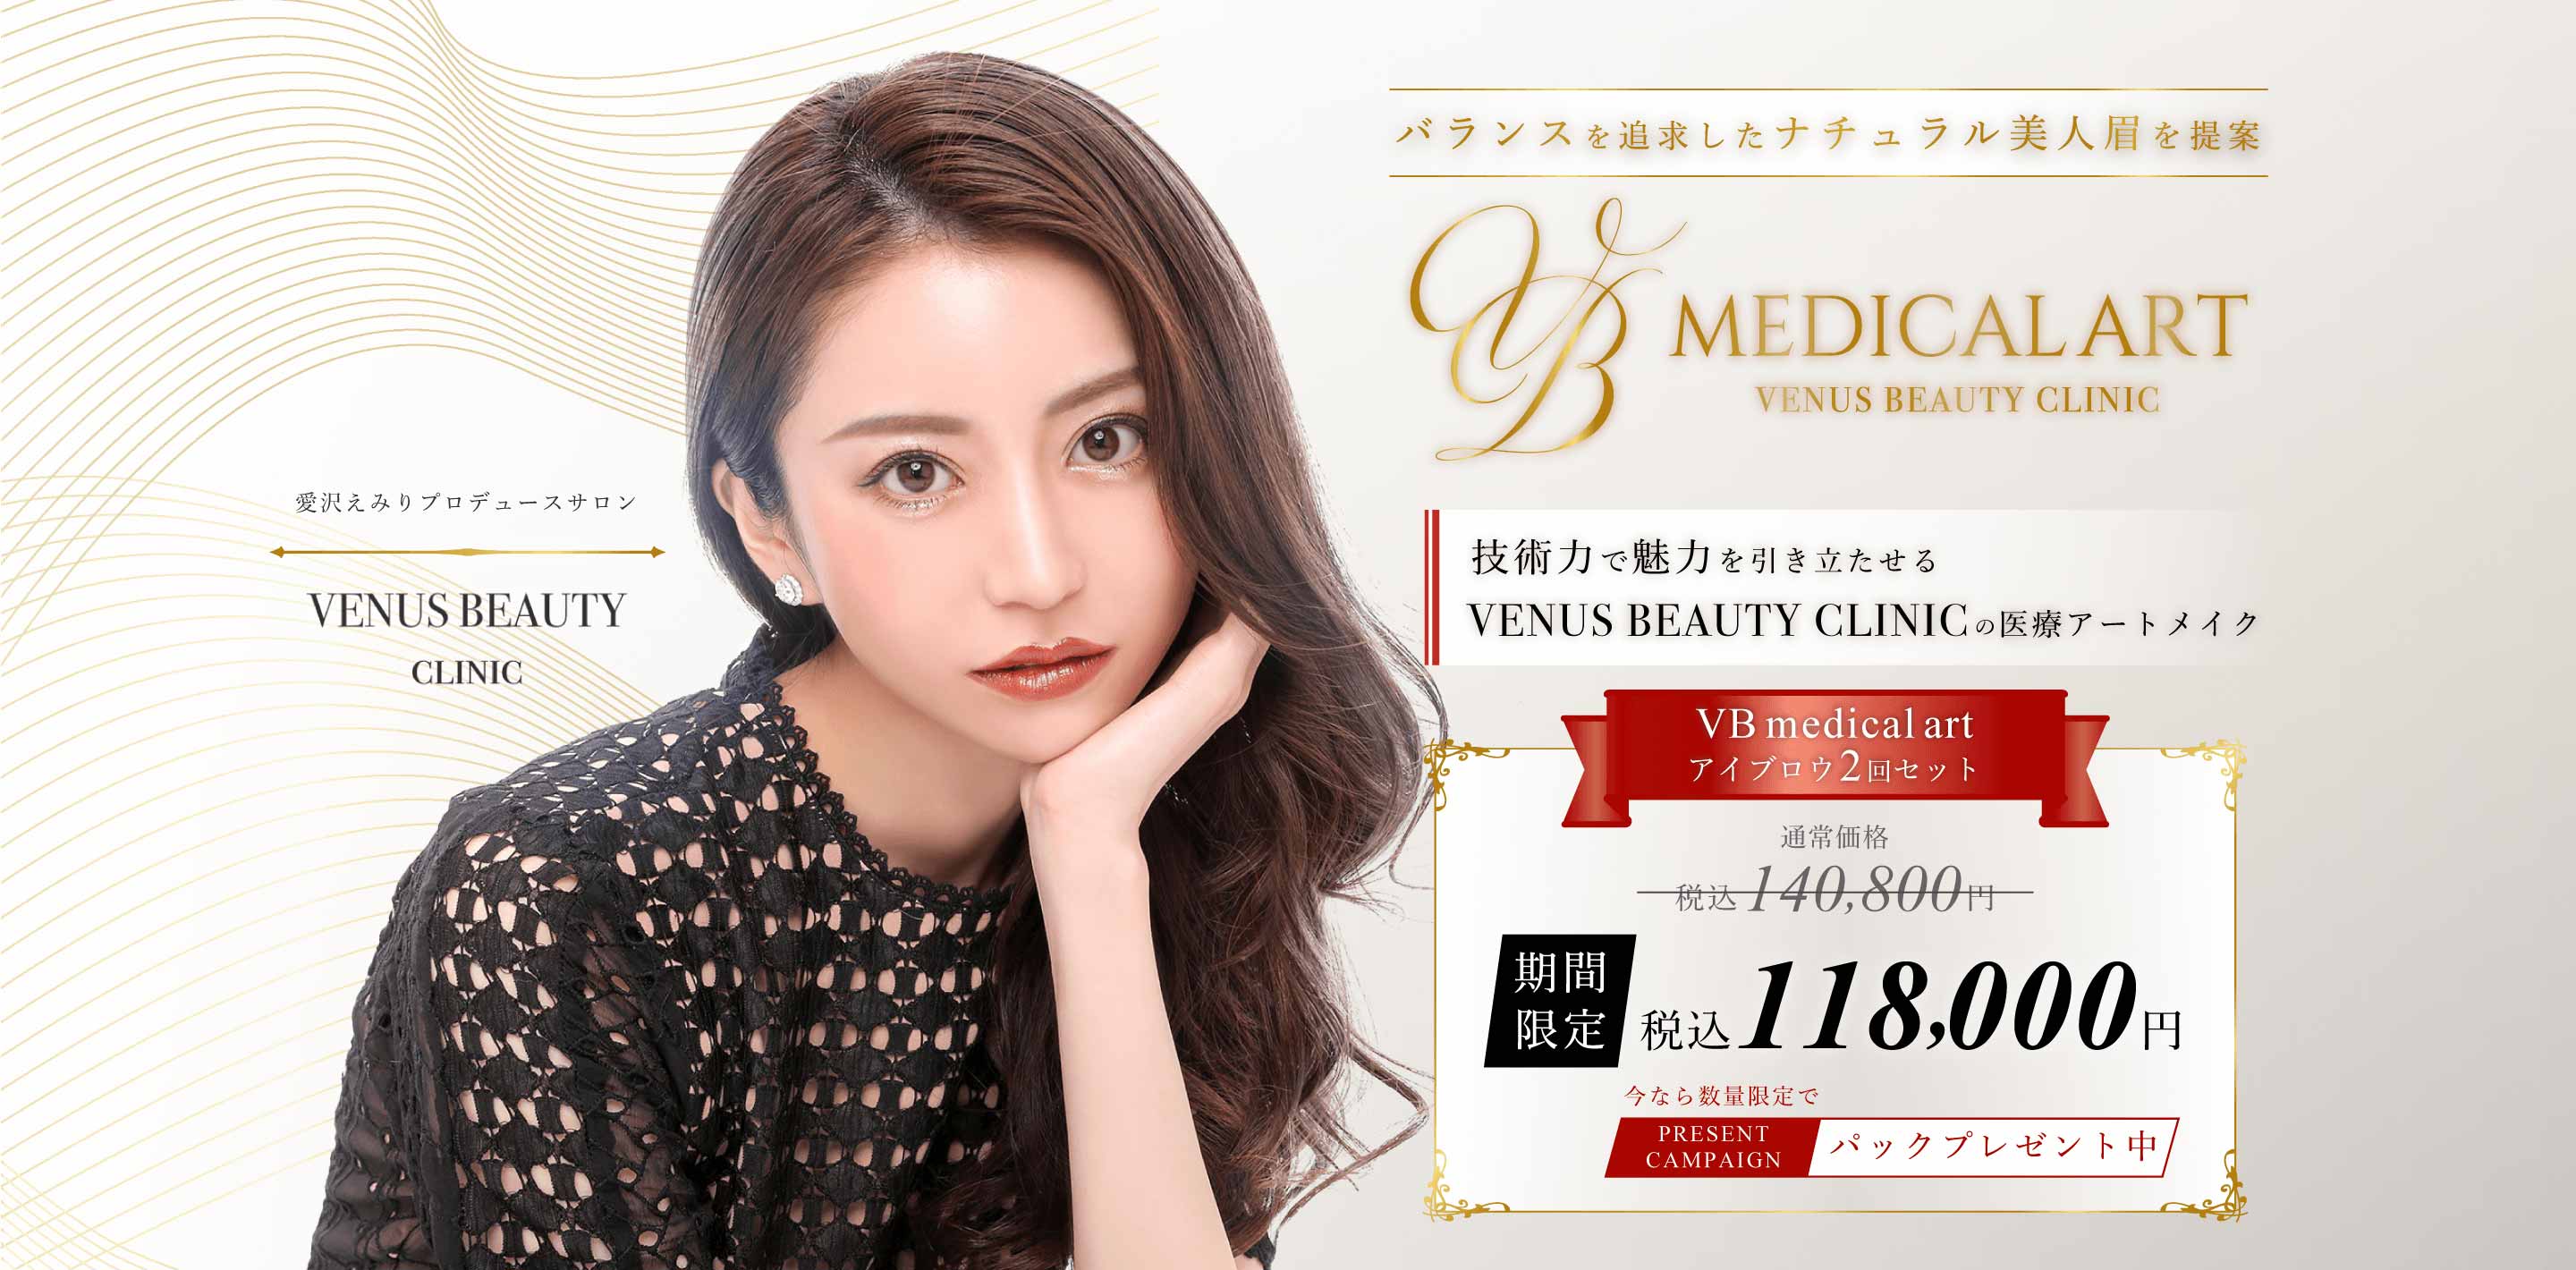 愛沢えみりプロデュースサロン
VENUS BEAUTY
CLINIC
バランスを追求したナチュラル美人眉を提案
VB MEDICAL ART
VENUS BEAUTY CLINIC
技術力で魅力を引き立たせる
VENUS BEAUTY CLINICの医療アートメイク
VB medical art
アイブロウ2回セット
通常価格
税込140,800円
期間
限定
税込118,000円
今なら数量限定で
PRESENT
CAMPAIGN
パックプレゼント中